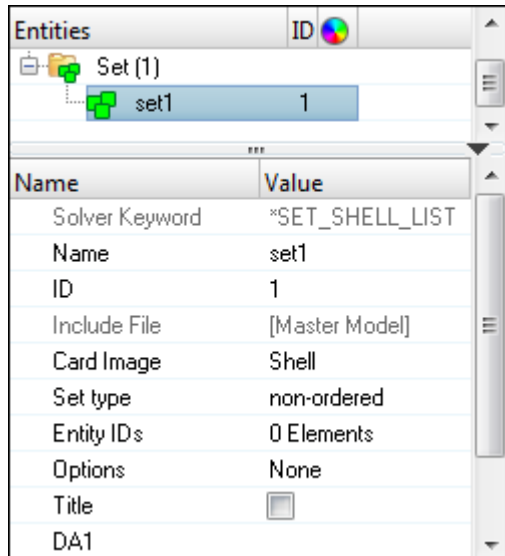 Entities ID
Set (1)
set1 1
Name Value
Solver Keyword *SET_SHELL_LIST
Name set1
ID 1
Include File [Master Model]
Card Image Shell
Set type non-ordered
Entity IDs 0 Elements
Options None
Title
DA1